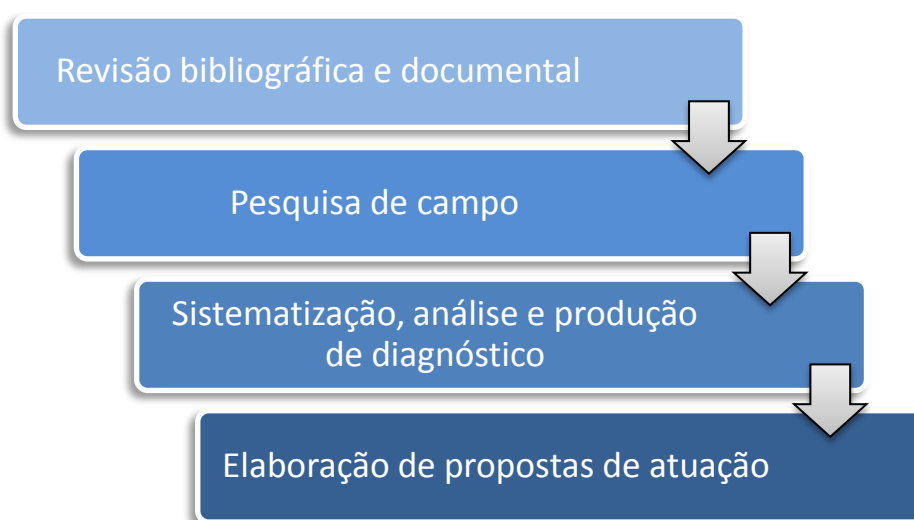 Revisão bibliográfica e documental
Pesquisa de campo
Sistematização, análise e produção
de diagnóstico
Elaboração de propostas de atuação